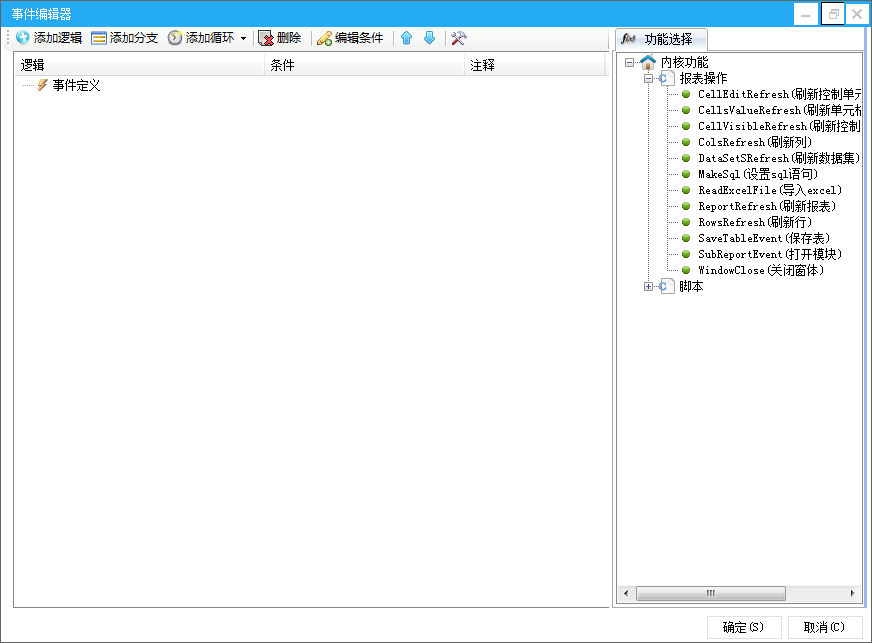 事件编辑器
添加逻辑 添加分支 添加循环 删除 编辑条件
功能选择
逻辑 条件 注释
事件定义
内核功能
报表操作
CellEditRefresh(刷新控制单元
CellsValueRefresh(刷新单元
CellVisibleRefresh(刷新控制
ColsRefresh(刷新列)
DataSetSRefresh(刷新数据集)
MakeSql(设置sql语句)
ReadExcelFile(导入excel)
ReportRefresh(刷新报表)
RowsRefresh(刷新行)
SaveTableEvent(保存表)
SubReportEvent(打开模块)
WindowClose(关闭窗体)
脚本
确定(S) 取消(C)